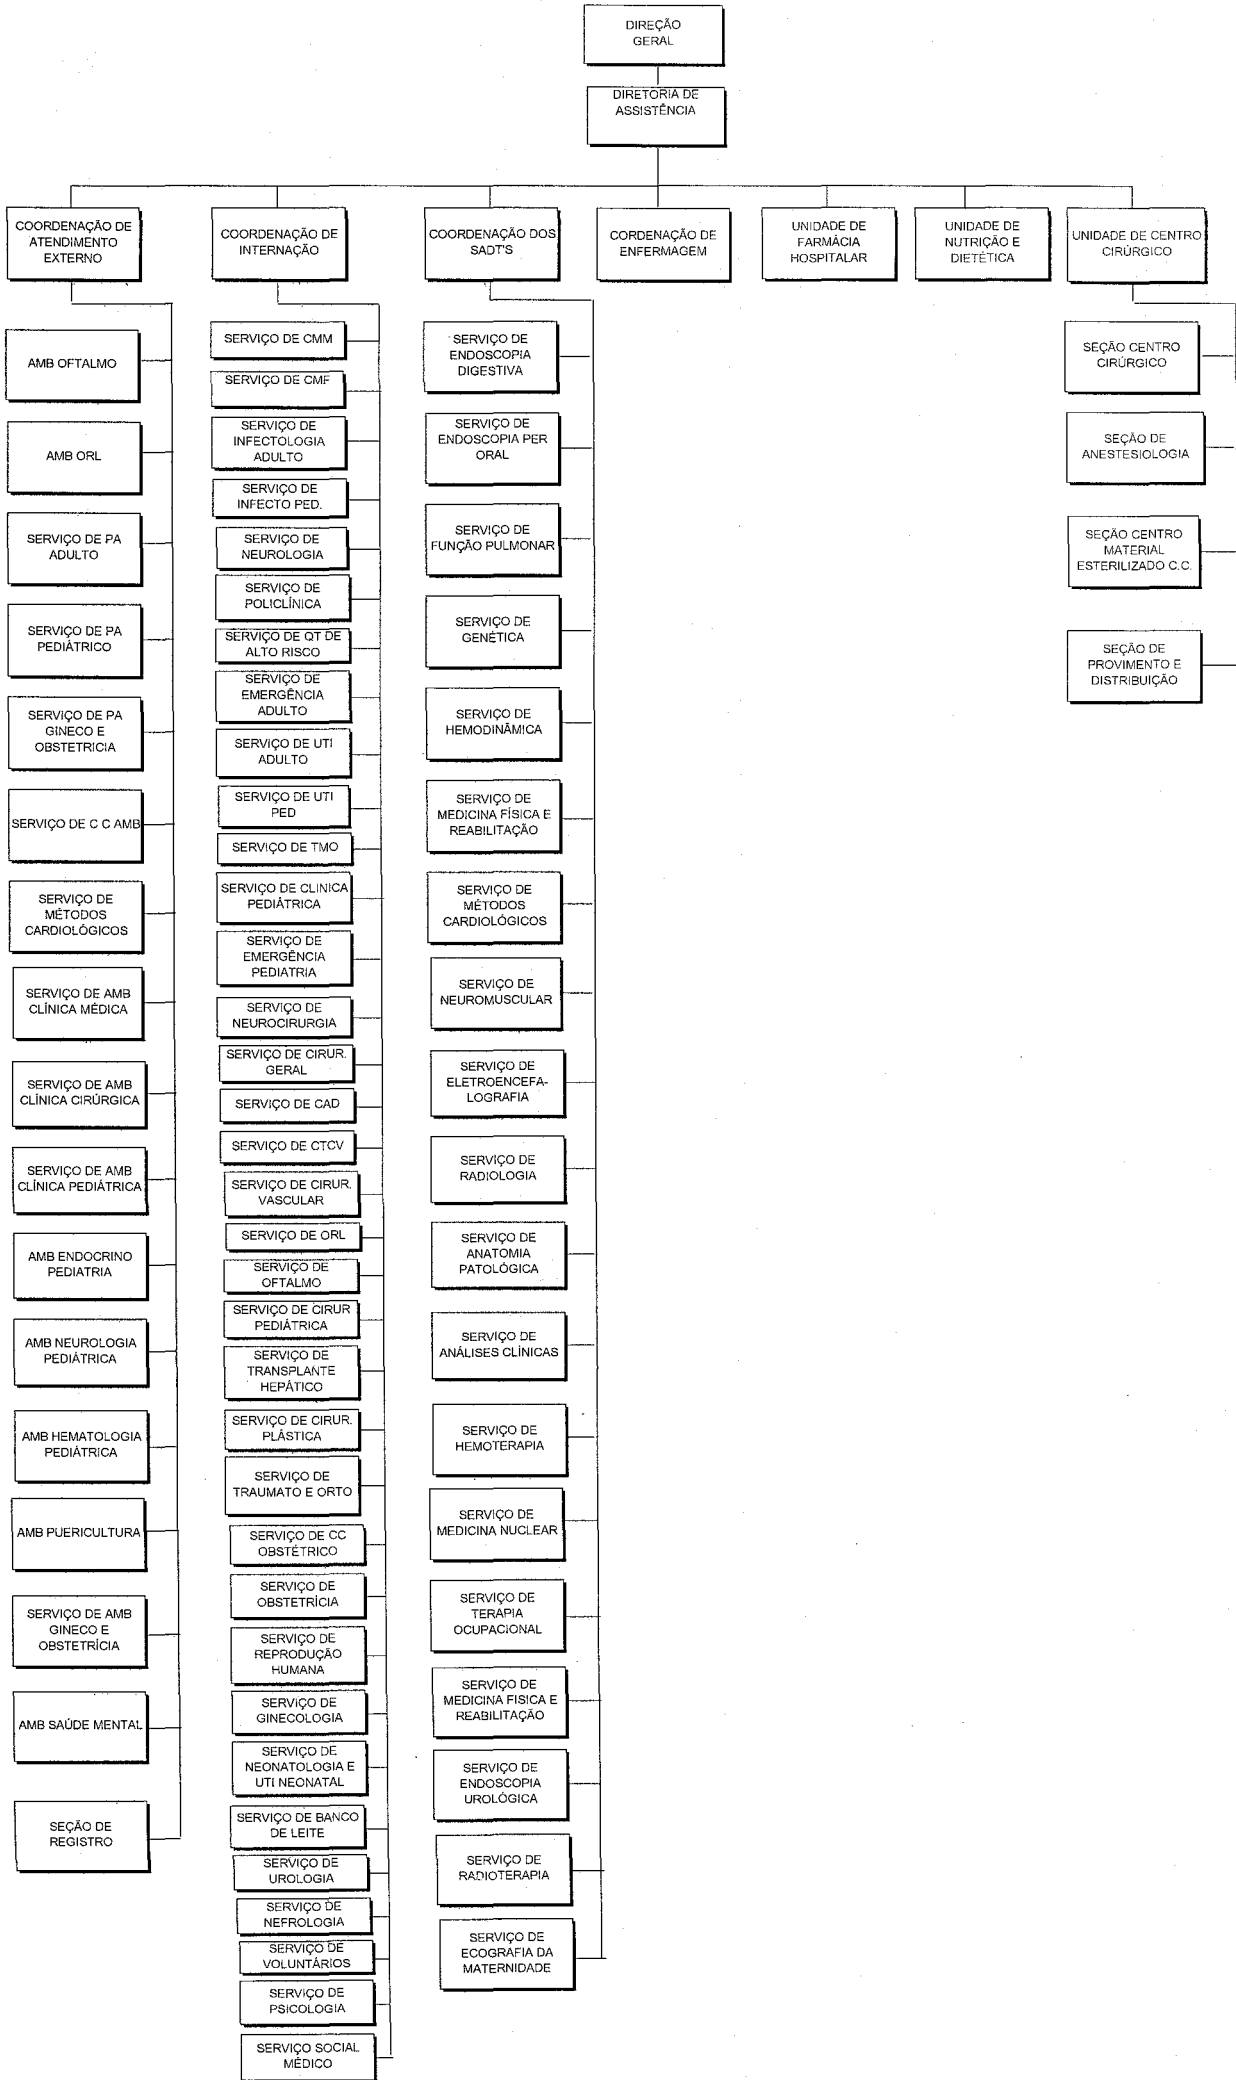 DIREÇÃO
GERAL
DIRETORIA DE
ASSISTÊNCIA
COORDENAÇÃO DE
ATENDIMENTO
EXTERNO
COORDENAÇÃO DE
INTERNAÇÃO
COORDENAÇÃO DOS
SADT'S
CORDENAÇÃO DE
ENFERMAGEM
UNIDADE DE
FARMÁCIA
HOSPITALAR
UNIDADE DE
NUTRIÇÃO E
DIETÉTICA
UNIDADE DE CENTRO
CIRÚRGICO
AMB OFTALMO
AMB ORL
SERVIÇO DE PA
ADULTO
SERVIÇO DE PA
PEDIÁTRICO
SERVIÇO DE PA
GINECO E
OBSTETRICIA
SERVIÇO DE C C AMB
SERVIÇO DE
MÉTODOS
CARDIOLÓGICOS
SERVIÇO DE AMB
CLÍNICA MÉDICA
SERVIÇO DE AMB
CLÍNICA CIRÚRGICA
SERVIÇO DE AMB
CLÍNICA PEDIÁTRICA
AMB ENDOCRINO
PEDIATRIA
AMB NEUROLOGIA
PEDIÁTRICA
AMB HEMATOLOGIA
PEDIÁTRICA
AMB PUERICULTURA
SERVIÇO DE AMB
GINECO E
OBSTETRÍCIA
AMB SAÚDE MENTAL
SEÇÃO DE
REGISTRO
SERVIÇO DE CMM
SERVIÇO DE CMF
SERVIÇO DE
INFECTOLOGIA
ADULTO
SERVIÇO DE
INFECTO PED.
SERVIÇO DE
NEUROLOGIA
SERVIÇO DE
POLICLÍNICA
SERVIÇO DE QT DE
ALTO RISCO
SERVIÇO DE
EMERGÊNCIA
ADULTO
SERVIÇO DE UTI
ADULTO
SERVIÇO DE UTI
PED
SERVIÇO DE TMO
SERVIÇO DE CLINICA
PEDIÁTRICA
SERVIÇO DE
EMERGÊNCIA
PEDIATRIA
SERVIÇO DE
NEUROCIRURGIA
SERVIÇO DE CIRUR.
GERAL
SERVIÇO DE CAD
SERVIÇO DE CTCV
SERVIÇO DE CIRUR.
VASCULAR
SERVIÇO DE ORL
SERVIÇO DE
OFTALMO
SERVIÇO DE CIRUR
PEDIÁTRICA
SERVIÇO DE
TRANSPLANTE
HEPÁTICO
SERVIÇO DE CIRUR.
PLÁSTICA
SERVIÇO DE
TRAUMATO E ORTO
SERVIÇO DE CC
OBSTÉTRICO
SERVIÇO DE
OBSTETRÍCIA
SERVIÇO DE
REPRODUÇÃO
HUMANA
SERVIÇO DE
GINECOLOGIA
SERVIÇO DE
NEONATOLOGIA E
UTI NEONATAL
SERVIÇO DE BANCO
DE LEITE
SERVIÇO DE
UROLOGIA
SERVIÇO DE
NEFROLOGIA
SERVIÇO DE
VOLUNTÁRIOS
SERVIÇO DE
PSICOLOGIA
SERVIÇO SOCIAL
MÉDICO
SERVIÇO DE
ENDOSCOPIA
DIGESTIVA
SERVIÇO DE
ENDOSCOPIA PER
ORAL
SERVIÇO DE
FUNÇÃO PULMONAR
SERVIÇO DE
GENÉTICA
SERVIÇO DE
HEMODINÂMICA
SERVIÇO DE
MEDICINA FÍSICA E
REABILITAÇÃO
SERVIÇO DE
MÉTODOS
CARDIOLÓGICOS
SERVIÇO DE
NEUROMUSCULAR
SERVIÇO DE
ELETROENCEFA-
LOGRAFIA
SERVIÇO DE
RADIOLOGIA
SERVIÇO DE
ANATOMIA
PATOLÓGICA
SERVIÇO DE
ANÁLISES CLÍNICAS
SERVIÇO DE
HEMOTERAPIA
SERVIÇO DE
MEDICINA NUCLEAR
SERVIÇO DE
TERAPIA
OCUPACIONAL
SERVIÇO DE
MEDICINA FISICA E
REABILITAÇÃO
SERVIÇO DE
ENDOSCOPIA
UROLÓGICA
SERVIÇO DE
RADIOTERAPIA
SERVIÇO DE
ECOGRAFIA DA
MATERNIDADE
SEÇÃO CENTRO
CIRÚRGICO
SEÇÃO DE
ANESTESIOLOGIA
SEÇÃO CENTRO
MATERIAL
ESTERILIZADO C.C.
SEÇÃO DE
PROVIMENTO E
DISTRIBUIÇÃO